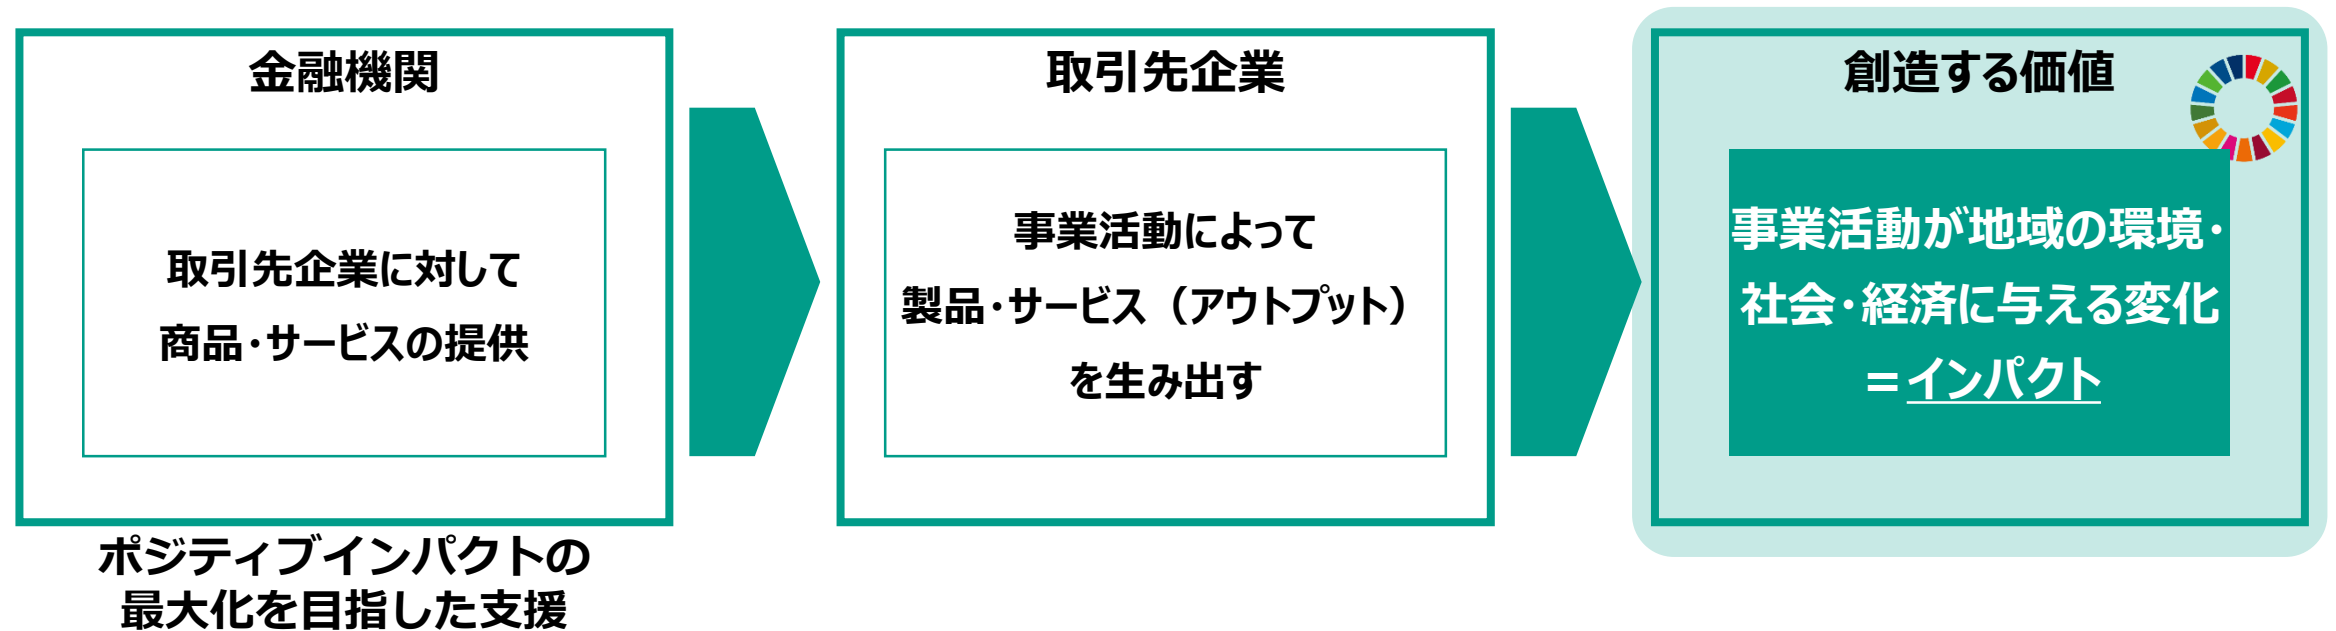 金融機関
取引先企業に対して
商品・サービスの提供
ポジティブインパクトの
最大化を目指した支援
取引先企業
事業活動によって
製品・サービス（アウトプット）
を生み出す
創造する価値
事業活動が地域の環境・
社会・経済に与える変化
＝インパクト